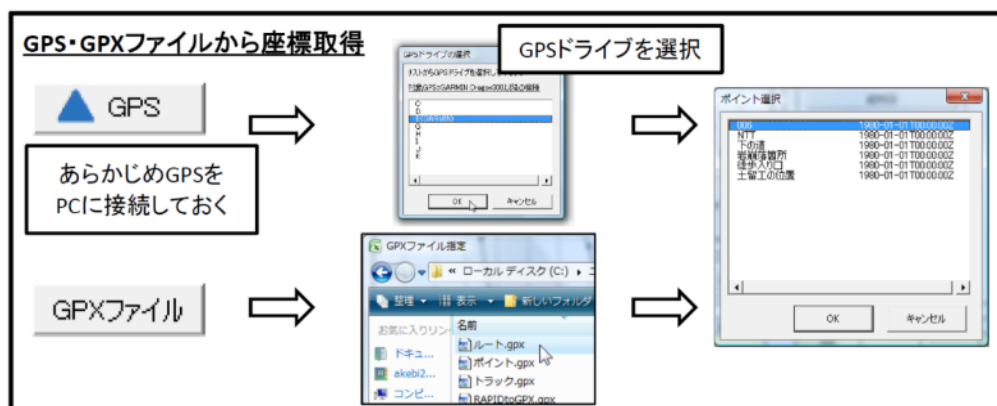 GPS・GPXファイルから座標取得
GPS
あらかじめGPSを
PCに接続しておく
GPXファイル
GPSドライブの選択
GPSドライブを選択
OK
キャンセル
GPXファイル指定
ローカル ディスク (C:)
整理
表示
新しいフォルダ
お気に入りリン
名前
ドキュ...
akebi2...
コンピ...
ルート.gpx
ポイント.gpx
トラック.gpx
RAPIDtoGPX.gpx
ポイント選択
006 1980-01-01T00:00:00Z
NTT 1980-01-01T00:00:00Z
下の道 1980-01-01T00:00:00Z
岩崩落箇所 1980-01-01T00:00:00Z
徒歩入り口 1980-01-01T00:00:00Z
土留工の位置 1980-01-01T00:00:00Z
OK
キャンセル